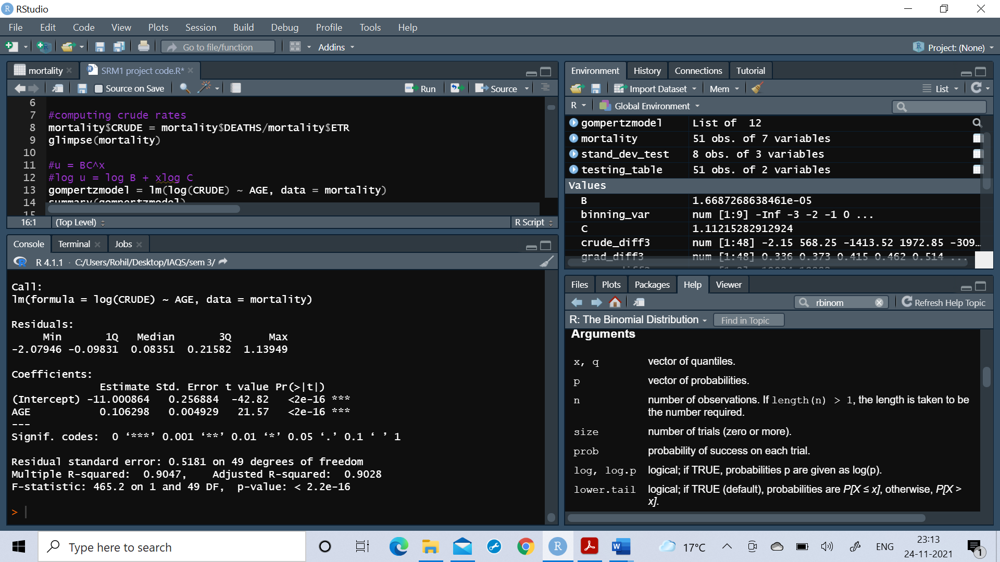 RStudio
File Edit Code View Plots Session Build Debug Profile Tools Help
Go to file/function Addins Project: (None)
mortality SRM1 project code.R*
Source on Save Run Source
6
7 #computing crude rates
8 mortality$CRUDE = mortality$DEATHS/mortality$ETR
9 glimpse(mortality)
10
11 #u = BC^x
12 #log u = log B + xlog C
13 gompertzmodel = lm(log(CRUDE) ~ AGE, data = mortality)
14 summary(gompertzmodel)
15
16:1 (Top Level) R Script
Console Terminal Jobs
R 4.1.1 · C:/Users/Rohil/Desktop/IAQS/sem 3/
Call:
lm(formula = log(CRUDE) ~ AGE, data = mortality)
Residuals:
Min 1Q Median 3Q Max
-2.07946 -0.09831 0.08351 0.21582 1.13949
Coefficients:
Estimate Std. Error t value Pr(>|t|)
(Intercept) -11.000864 0.256884 -42.82 <2e-16 ***
AGE 0.106298 0.004929 21.57 <2e-16 ***
---
Signif. codes: 0 ‘***’ 0.001 ‘**’ 0.01 ‘*’ 0.05 ‘.’ 0.1 ‘ ’ 1
Residual standard error: 0.5181 on 49 degrees of freedom
Multiple R-squared: 0.9047, Adjusted R-squared: 0.9028
F-statistic: 465.2 on 1 and 49 DF, p-value: < 2.2e-16
>
Environment History Connections Tutorial
Import Dataset Mem List
R Global Environment
gompertzmodel List of 12
mortality 51 obs. of 7 variables
stand_dev_test 8 obs. of 3 variables
testing_table 51 obs. of 2 variables
Values
B 1.6687268638461e-05
binning_var num [1:9] -Inf -3 -2 -1 0 ...
C 1.11215282912924
crude_diff3 num [1:48] -2.15 568.25 -1413.52 1972.85 -309...
grad_diff3 num [1:48] 0.336 0.373 0.415 0.462 0.514 ...
Files Plots Packages Help Viewer
rbinom Refresh Help Topic
R: The Binomial Distribution Find in Topic
Arguments
x, q vector of quantiles.
p vector of probabilities.
n number of observations. If length(n) > 1, the length is taken to be
the number required.
size number of trials (zero or more).
prob probability of success on each trial.
log, log.p logical; if TRUE, probabilities p are given as log(p).
lower.tail logical; if TRUE (default), probabilities are P[X ≤ x], otherwise, P[X >
x].
Type here to search 17°C ENG 23:13
24-11-2021 1